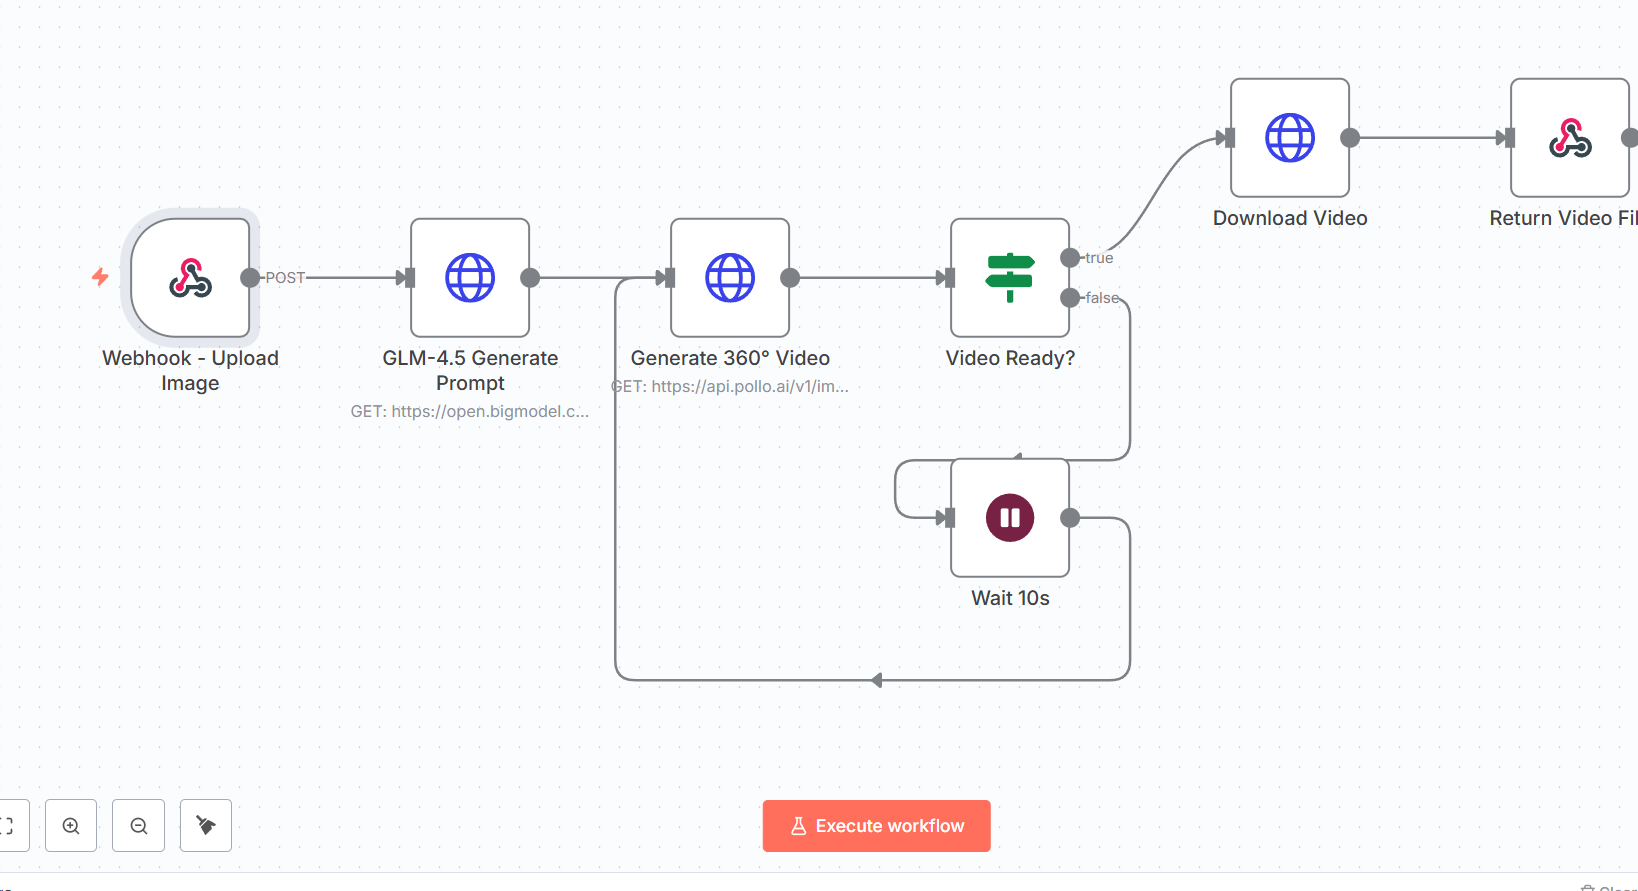 Download Video
Return Video Fil
POST
true
false
Webhook - Upload
Image
GLM-4.5 Generate
Prompt
GET: https://open.bigmodel.c...
Generate 360° Video
GET: https://api.pollo.ai/v1/im...
Video Ready?
Wait 10s
Execute workflow